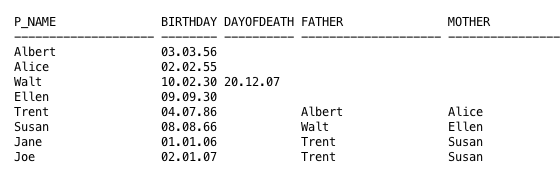 P_NAME BIRTHDAY DAYOFDEATH FATHER MOTHER
-------------------- -------- ---------- -------------------- --------------------
Albert 03.03.56
Alice 02.02.55
Walt 10.02.30 20.12.07
Ellen 09.09.30
Trent 04.07.86 Albert Alice
Susan 08.08.66 Walt Ellen
Jane 01.01.06 Trent Susan
Joe 02.01.07 Trent Susan